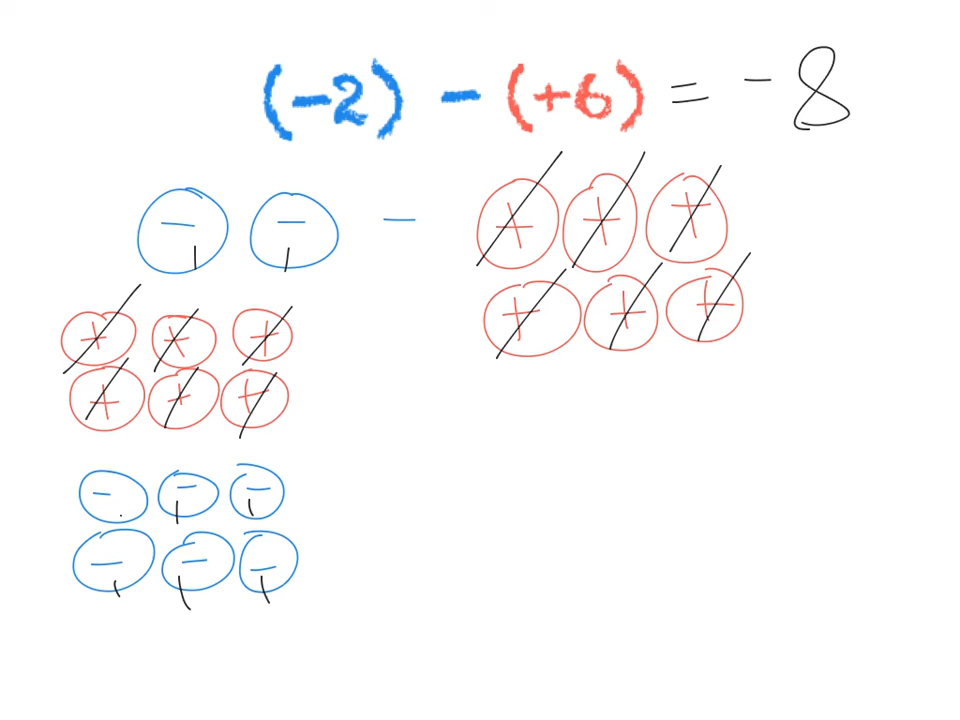 (-2) - (+6) = -8
- - - + + +
+ + +
+ + +
+ + +
- - -
- - -